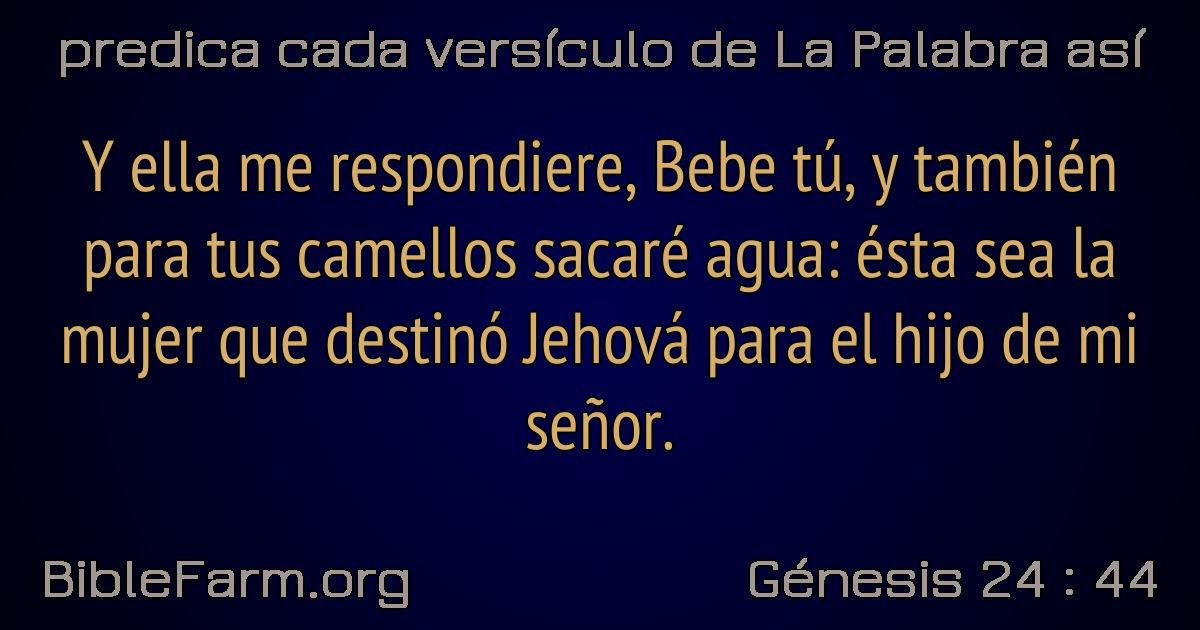 predica cada versículo de La Palabra así
Y ella me respondiere, Bebe tú, y también
para tus camellos sacaré agua: ésta sea la
mujer que destinó Jehová para el hijo de mi
señor.
BibleFarm.org
Génesis 24 : 44